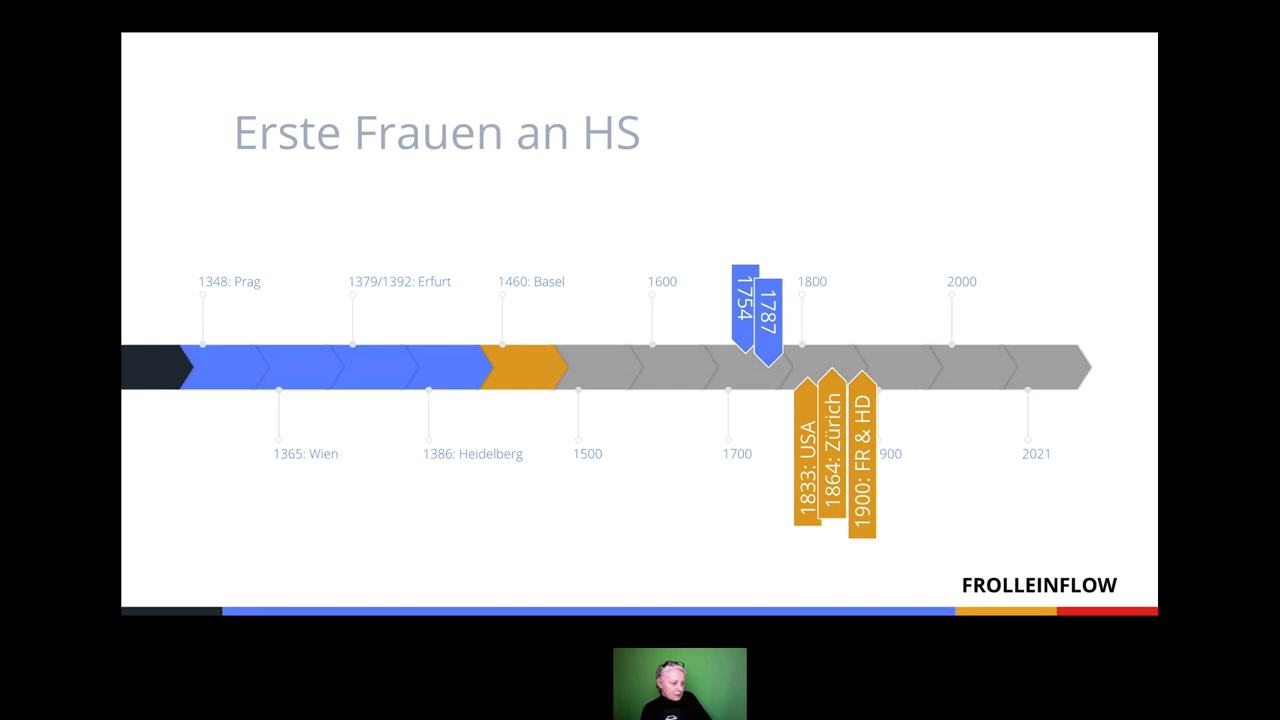 Erste Frauen an HS
1348: Prag
1379/1392: Erfurt
1460: Basel
1600
1754
1787
1800
2000
1365: Wien
1386: Heidelberg
1500
1700
1833: USA
1864: Zürich
1900: FR & HD
900
2021
FROLLEINFLOW